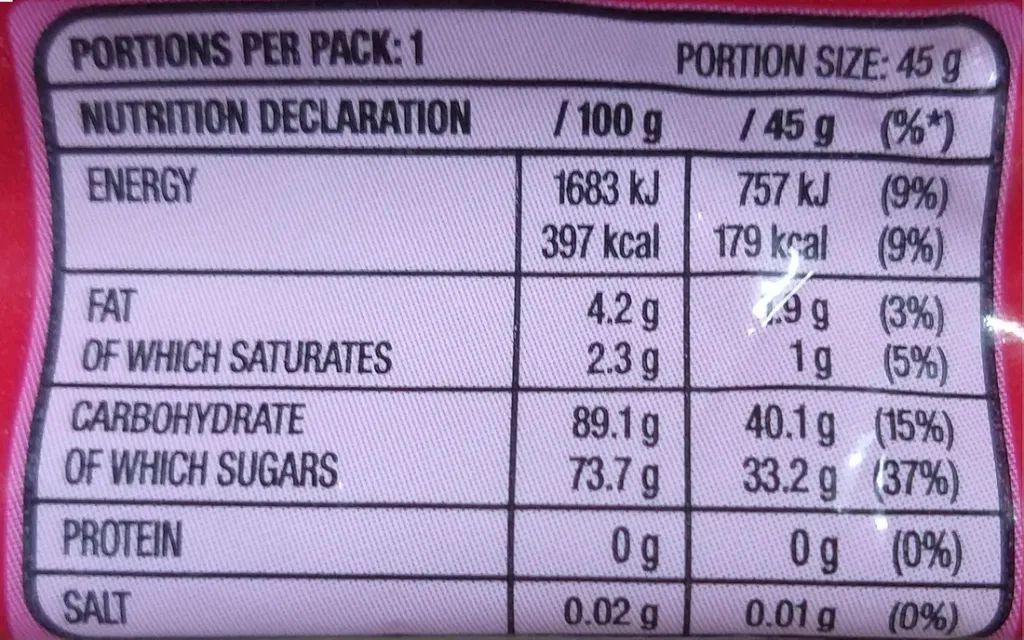 PORTIONS PER PACK: 1 PORTION SIZE: 45 g
NUTRITION DECLARATION / 100 g / 45 g (%*)
ENERGY 1683 kJ 757 kJ (9%)
397 kcal 179 kcal (9%)
FAT 4.2 g .9 g (3%)
OF WHICH SATURATES 2.3 g 1 g (5%)
CARBOHYDRATE 89.1 g 40.1 g (15%)
OF WHICH SUGARS 73.7 g 33.2 g (37%)
PROTEIN 0 g 0 g (0%)
SALT 0.02 g 0.01 g (0%)